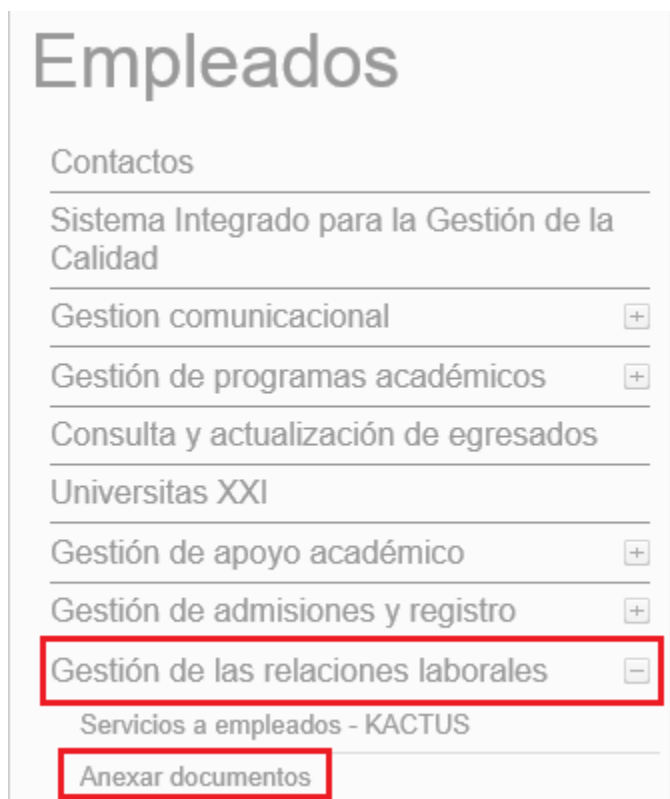 Empleados
Contactos
Sistema Integrado para la Gestión de la
Calidad
Gestion comunicacional
Gestión de programas académicos
Consulta y actualización de egresados
Universitas XXI
Gestión de apoyo académico
Gestión de admisiones y registro
Gestión de las relaciones laborales
Servicios a empleados - KACTUS
Anexar documentos